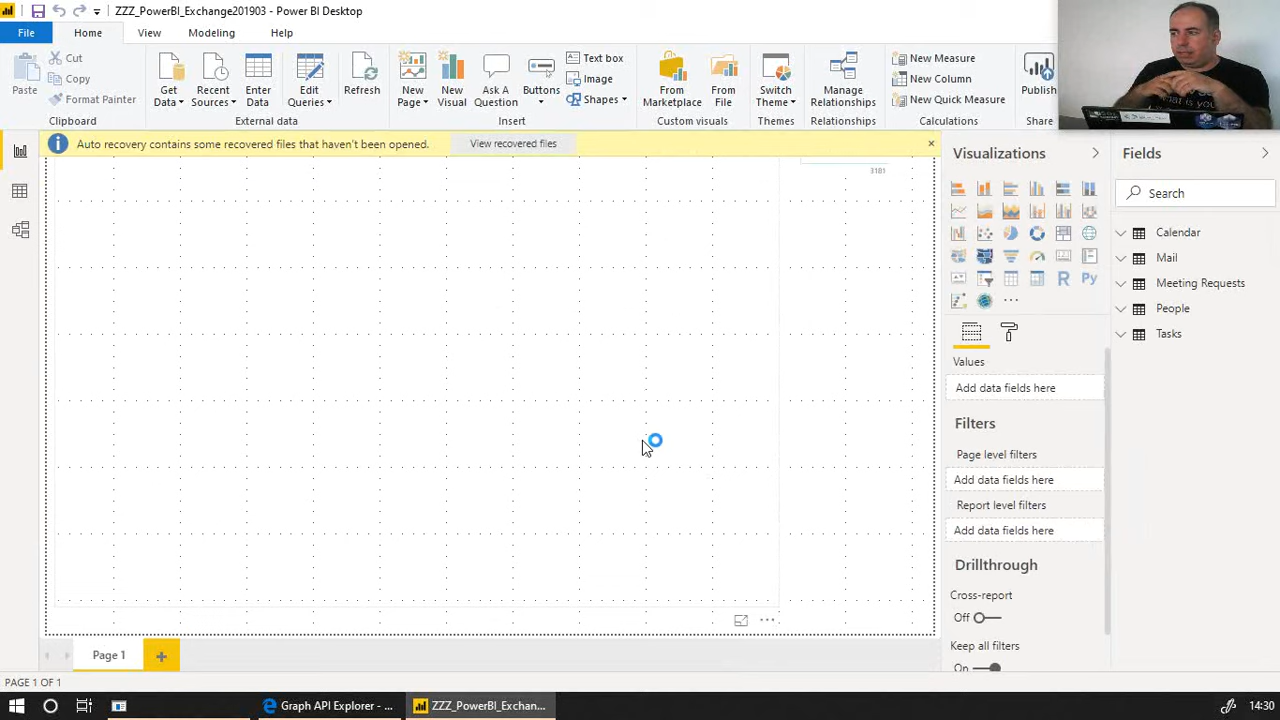 ZZZ_PowerBI_Exchange201903 - Power BI Desktop
File
Home
View
Modeling
Help
Paste
Cut
Copy
Format Painter
Clipboard
Get Data
Recent Sources
Enter Data
Edit Queries
Refresh
External data
New Page
New Visual
Ask A Question
Buttons
Text box
Image
Shapes
Insert
From Marketplace
From File
Custom visuals
Switch Theme
Themes
Manage Relationships
Relationships
New Measure
New Column
New Quick Measure
Calculations
Publish
Share
Auto recovery contains some recovered files that haven't been opened.
View recovered files
3181
Visualizations
R
Py
Values
Add data fields here
Filters
Page level filters
Add data fields here
Report level filters
Add data fields here
Drillthrough
Cross-report
Off
Keep all filters
On
Fields
Search
Calendar
Mail
Meeting Requests
People
Tasks
Page 1
PAGE 1 OF 1
Graph API Explorer - ...
ZZZ_PowerBI_Exchan...
14:30